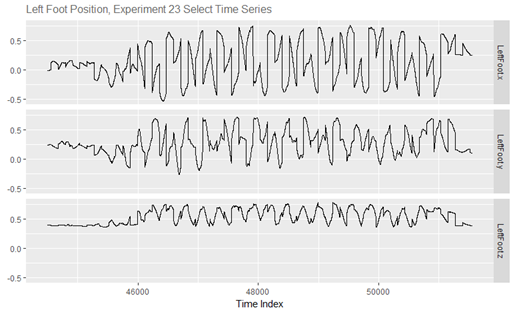 Left Foot Position, Experiment 23 Select Time Series
0.5
0.0
-0.5
LeftFoot.x
0.5
0.0
-0.5
LeftFoot.y
0.5
0.0
-0.5
LeftFoot.z
46000 48000 50000
Time Index